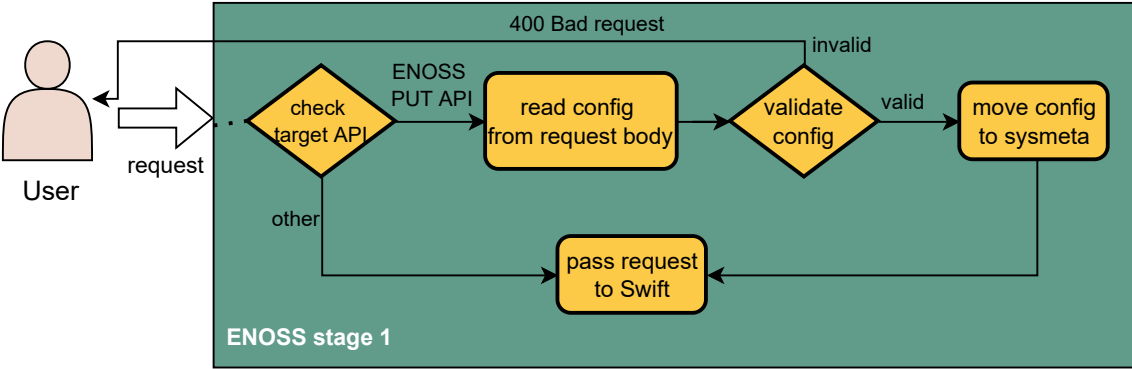 400 Bad request
invalid
ENOSS
PUT API
check
target API
read config
from request body
validate
config
valid
move config
to sysmeta
request
User
other
pass request
to Swift
ENOSS stage 1